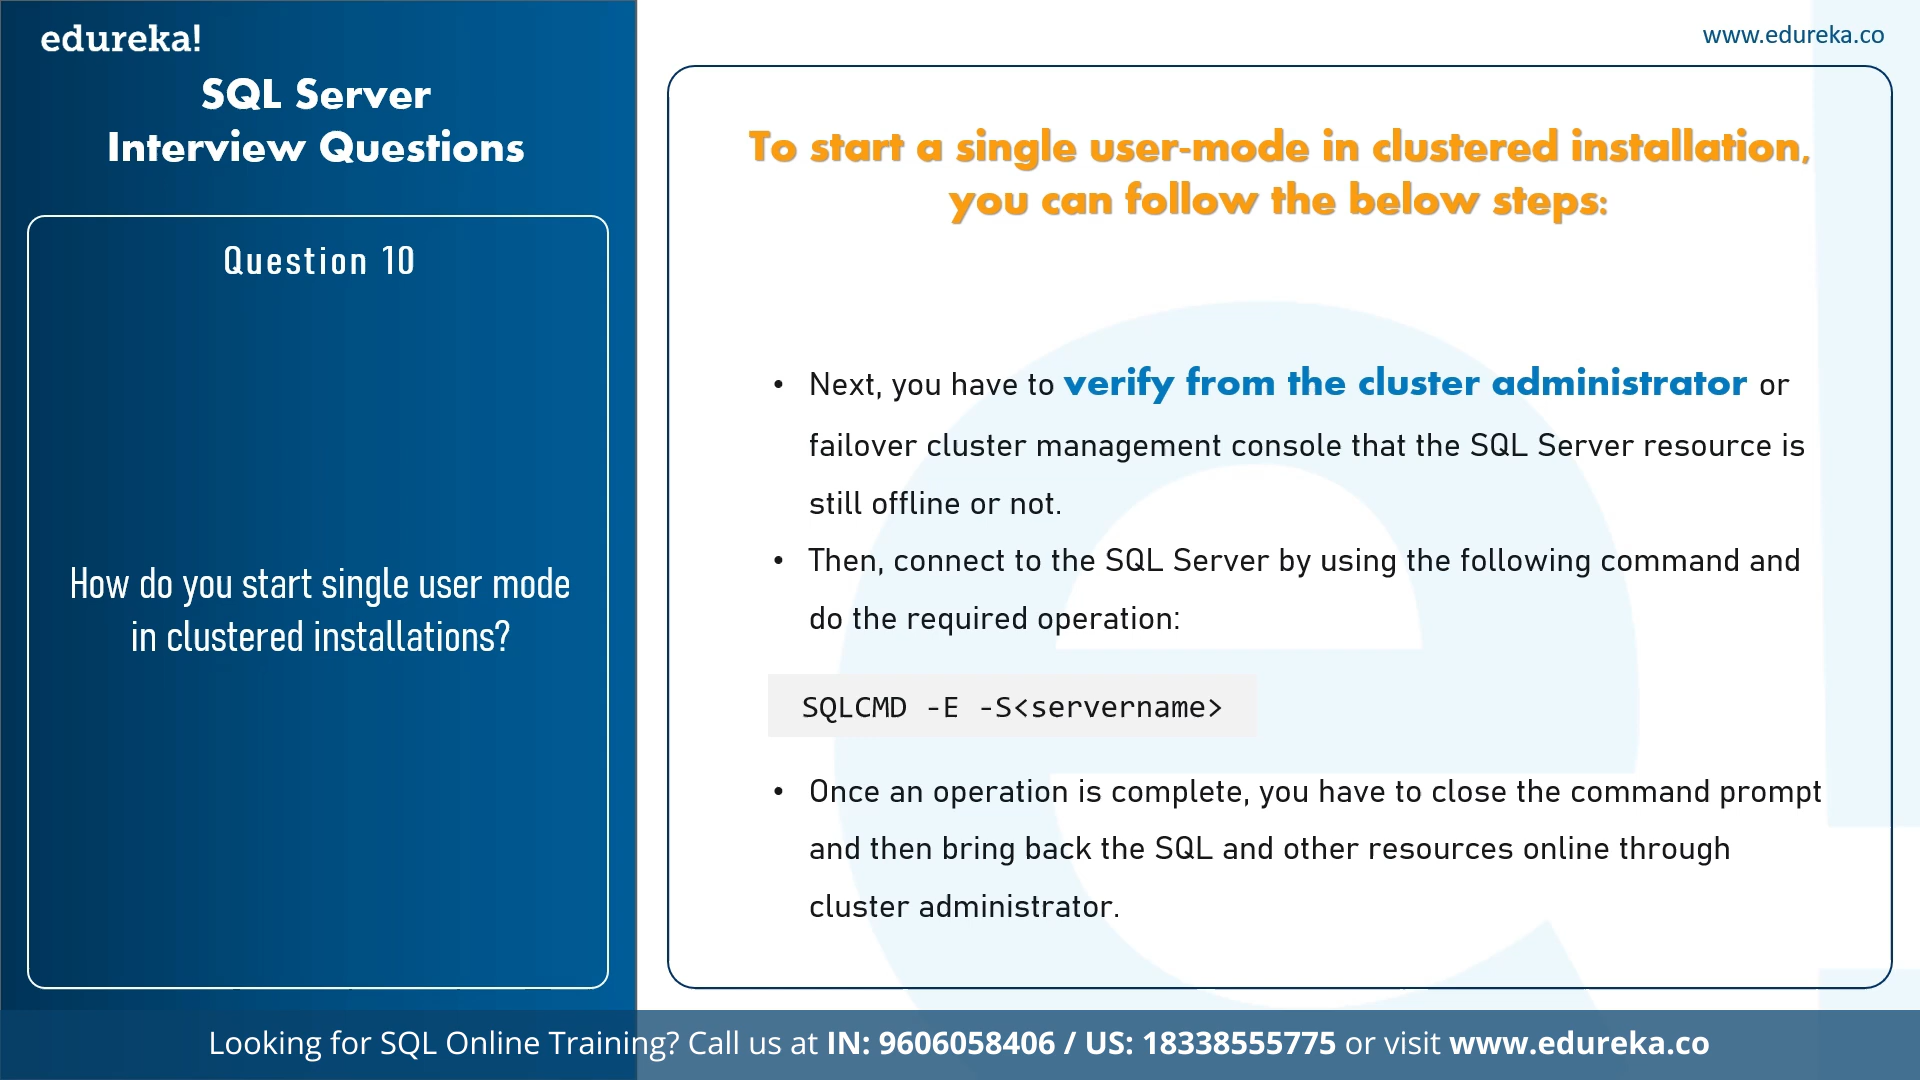 edureka!
SQL Server
Interview Questions
Question 10
How do you start single user mode
in clustered installations?
www.edureka.co
To start a single user-mode in clustered installation,
you can follow the below steps:
• Next, you have to verify from the cluster administrator or
failover cluster management console that the SQL Server resource is
still offline or not.
• Then, connect to the SQL Server by using the following command and
do the required operation:
SQLCMD -E -S<servername>
• Once an operation is complete, you have to close the command prompt
and then bring back the SQL and other resources online through
cluster administrator.
Looking for SQL Online Training? Call us at IN: 9606058406 / US: 18338555775 or visit www.edureka.co